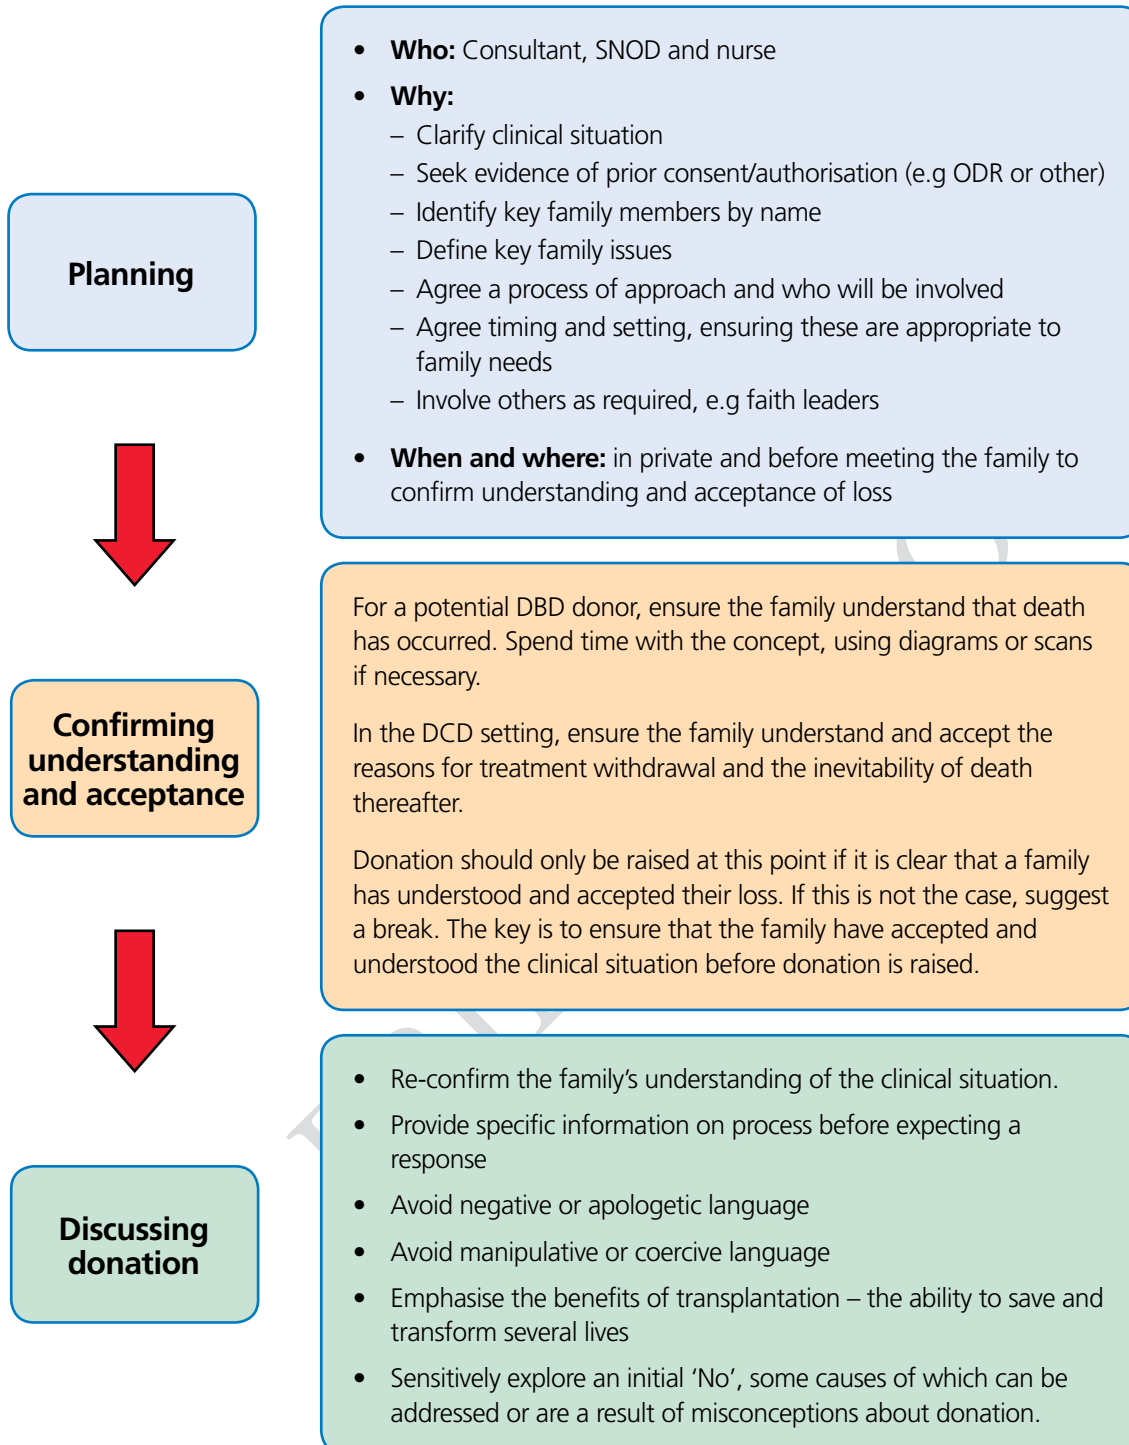 • Who: Consultant, SNOD and nurse
• Why:
– Clarify clinical situation
– Seek evidence of prior consent/authorisation (e.g ODR or other)
– Identify key family members by name
– Define key family issues
– Agree a process of approach and who will be involved
– Agree timing and setting, ensuring these are appropriate to
family needs
– Involve others as required, e.g faith leaders
• When and where: in private and before meeting the family to
confirm understanding and acceptance of loss
Planning
For a potential DBD donor, ensure the family understand that death
has occurred. Spend time with the concept, using diagrams or scans
if necessary.
In the DCD setting, ensure the family understand and accept the
reasons for treatment withdrawal and the inevitability of death
thereafter.
Donation should only be raised at this point if it is clear that a family
has understood and accepted their loss. If this is not the case, suggest
a break. The key is to ensure that the family have accepted and
understood the clinical situation before donation is raised.
Confirming
understanding
and acceptance
• Re-confirm the family’s understanding of the clinical situation.
• Provide specific information on process before expecting a
response
• Avoid negative or apologetic language
• Avoid manipulative or coercive language
• Emphasise the benefits of transplantation – the ability to save and
transform several lives
• Sensitively explore an initial ‘No’, some causes of which can be
addressed or are a result of misconceptions about donation.
Discussing
donation